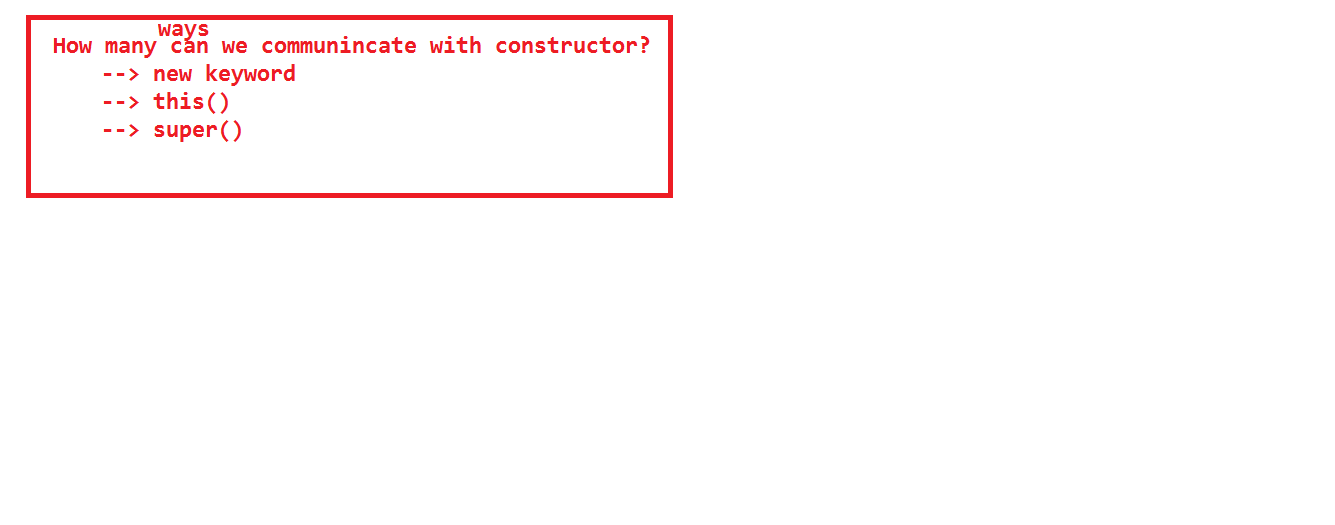 ways
How many can we communincate with constructor?
--> new keyword
--> this()
--> super()